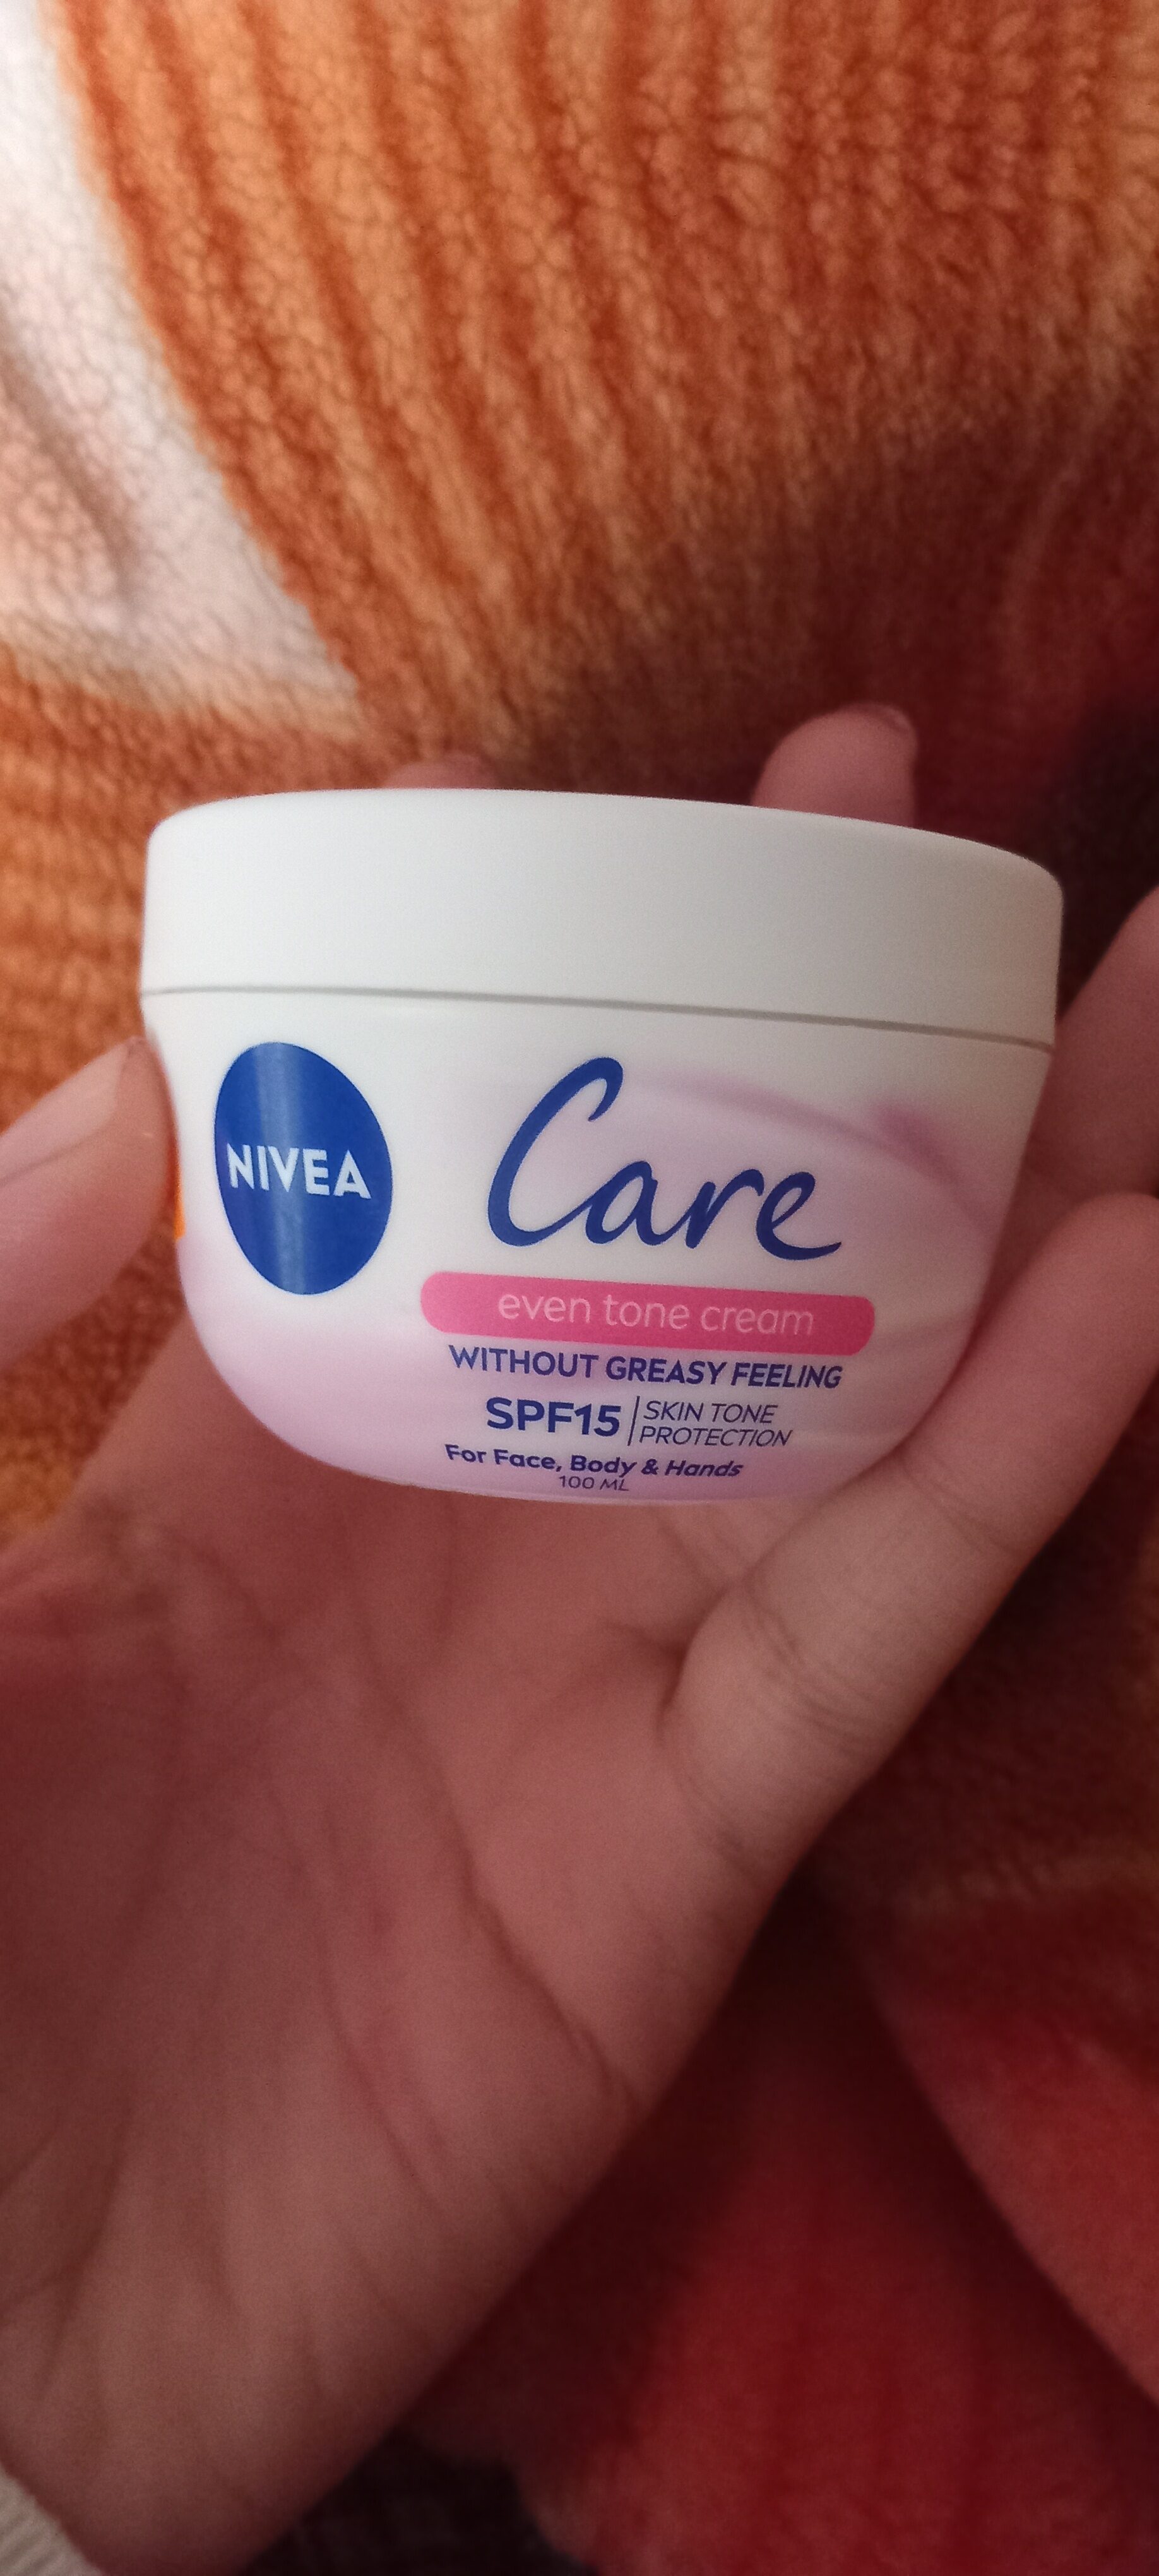 NIVEA
Care
even tone cream
WITHOUT GREASY FEELING
SPF15
SKIN TONE
PROTECTION
For Face, Body & Hands
100 ML